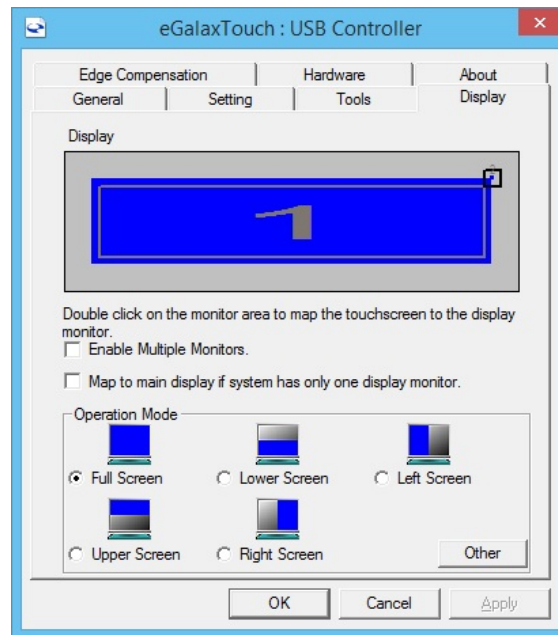 eGalaxTouch : USB Controller
Edge Compensation Hardware About
General Setting Tools Display
Display
1
Double click on the monitor area to map the touchscreen to the display
monitor.
Enable Multiple Monitors.
Map to main display if system has only one display monitor.
Operation Mode
Full Screen Lower Screen Left Screen
Upper Screen Right Screen Other
OK Cancel Apply